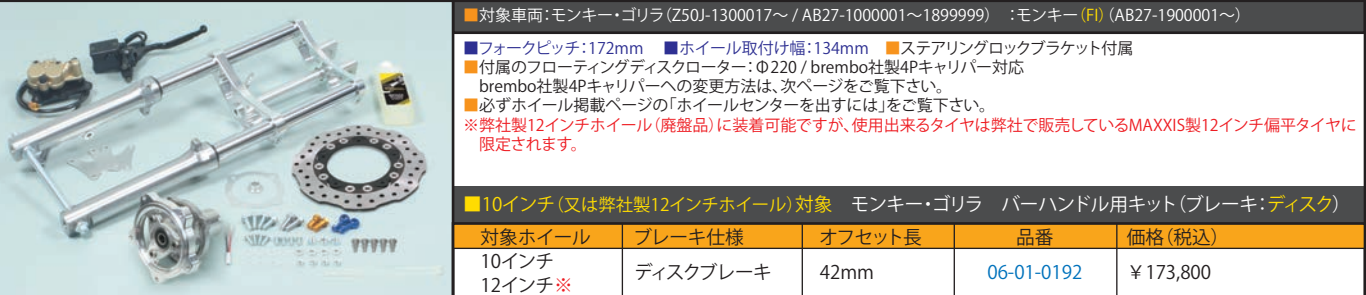 ■対象車両：モンキー・ゴリラ（Z50J-1300017～ / AB27-1000001～1899999） ：モンキー（FI）（AB27-1900001～）
■フォークピッチ：172mm ■ホイール取付け幅：134mm ■ステアリングロックブラケット付属
■付属のフローティングディスクローター：Φ220 / brembo社製4Pキャリパー対応
brembo社製4Pキャリパーへの変更方法は、次ページをご覧下さい。
■必ずホイール掲載ページの「ホイールセンターを出すには」をご覧下さい。
※弊社製12インチホイール（廃盤品）に装着可能ですが、使用出来るタイヤは弊社で販売しているMAXXIS製12インチ偏平タイヤに
限定されます。
■10インチ（又は弊社製12インチホイール）対象 モンキー・ゴリラ バーハンドル用キット（ブレーキ：ディスク）
対象ホイール ブレーキ仕様 オフセット長 品番 価格（税込）
10インチ
12インチ※ ディスクブレーキ 42mm 06-01-0192 ￥173,800